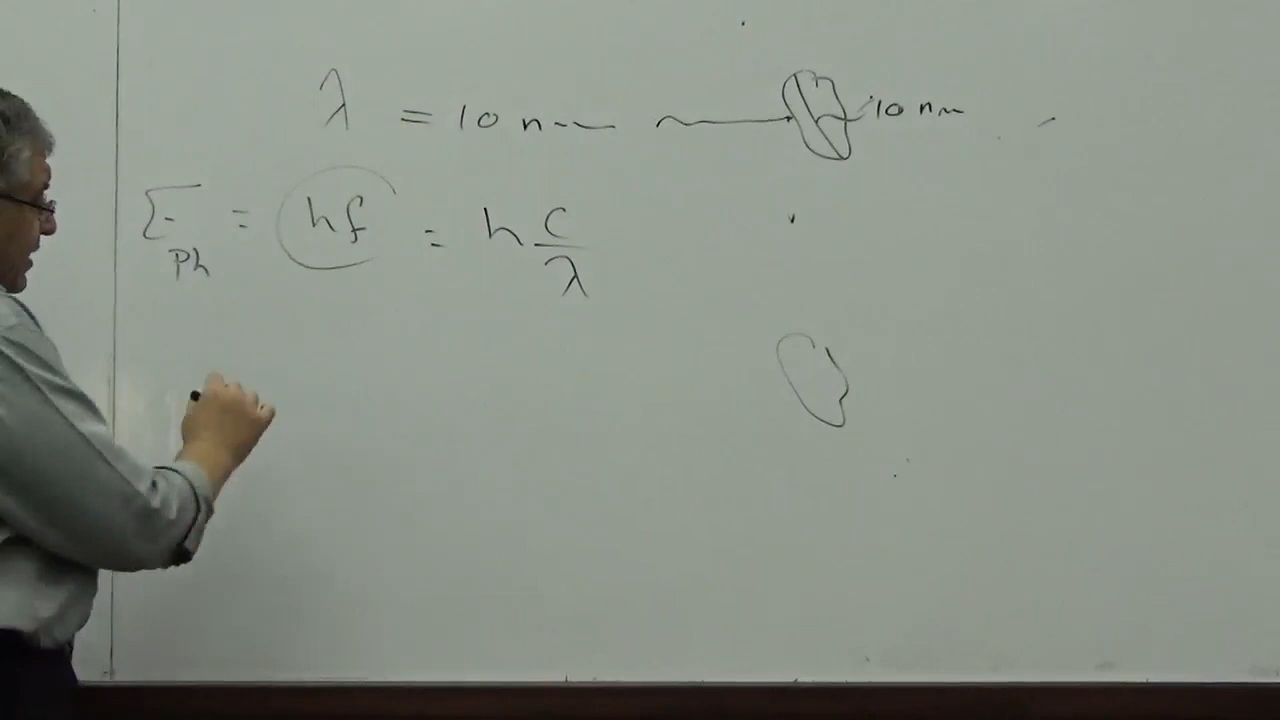 λ = 10 nm 10 nm
E_Ph = hf = h c/λ